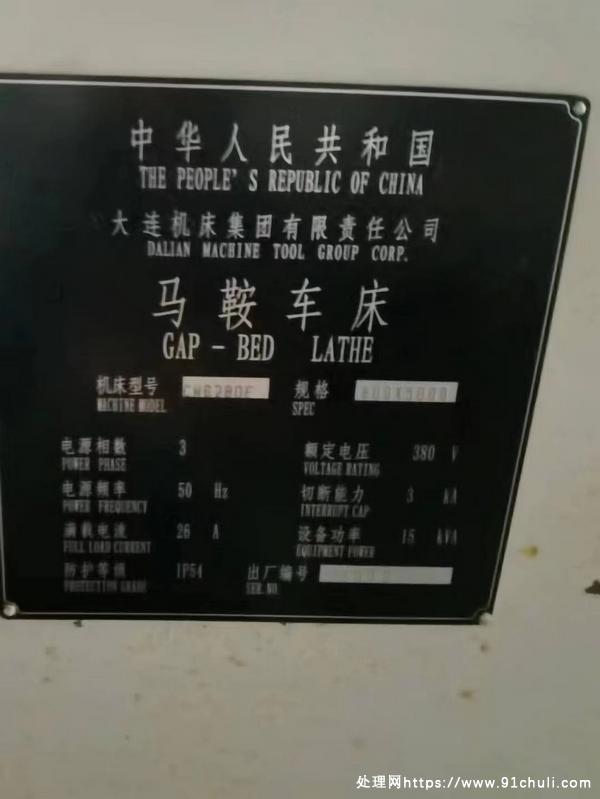 中华人民共和国
THE PEOPLE'S REPUBLIC OF CHINA
大连机床集团有限责任公司
DALIAN MACHINE TOOL GROUP CORP.
马鞍车床
GAP-BED LATHE
机床型号 规格
MACHINE MODEL SPEC
电源相数 3 额定电压 380 V
POWER PHASE VOLTAGE RATING
电源频率 50 Hz 切断能力 3 kA
POWER FREQUENCY INTERRUPT CAP
满载电流 26 A 设备功率 15 kVA
FULL LOAD CURRENT EQUIPMENT POWER
防护等级 IP54 出厂编号
PROTECTION GRADE SER.NO.
处理网https://www.91chuli.com/